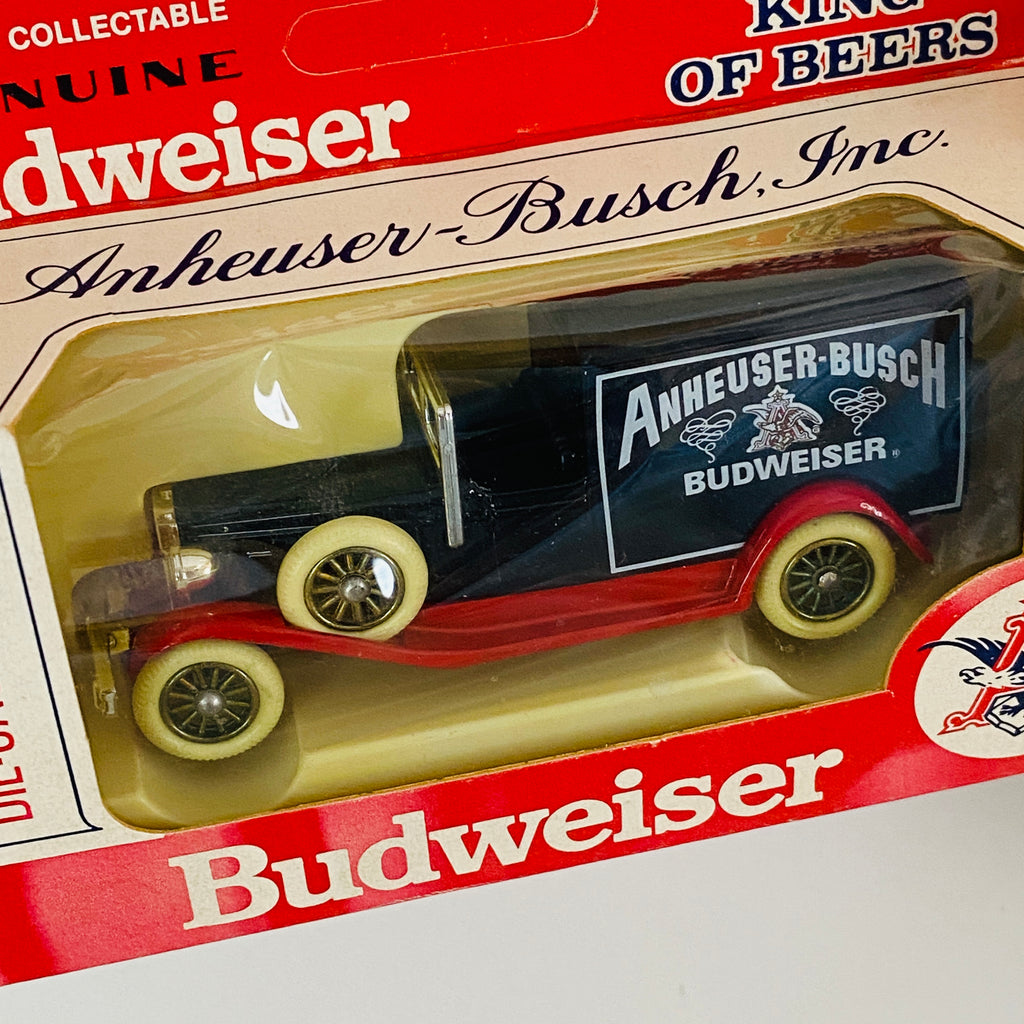 COLLECTABLE
NUINE
dweiser
KING
OF BEERS
Anheuser-Busch, Inc.
ANHEUSER-BUSCH
BUDWEISER®
Budweiser